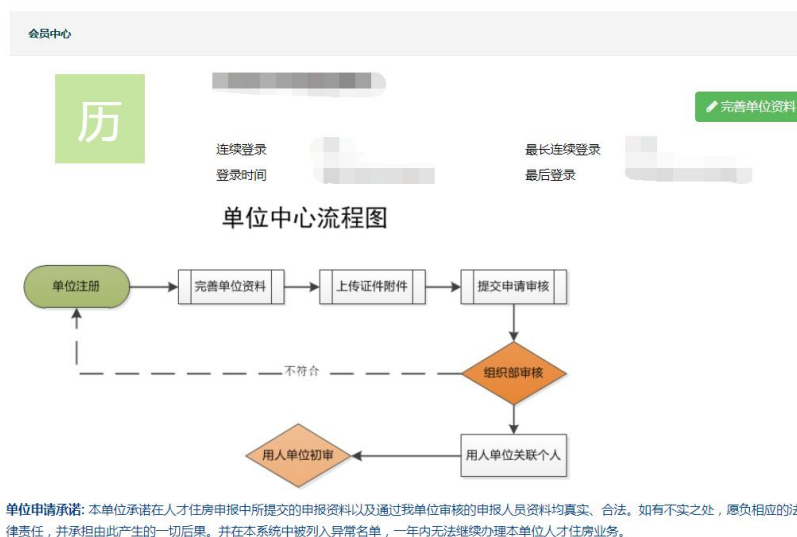 会员中心
历
完善单位资料
连续登录
最长连续登录
登录时间
最后登录
单位中心流程图
单位注册
完善单位资料
上传证件附件
提交申请审核
不符合
组织部审核
用人单位初审
用人单位关联个人
单位申请承诺: 本单位承诺在人才住房申报中所提交的申报资料以及通过我单位审核的申报人员资料均真实、合法。如有不实之处，愿负相应的法
律责任，并承担由此产生的一切后果。并在本系统中被列入异常名单，一年内无法继续办理本单位人才住房业务。